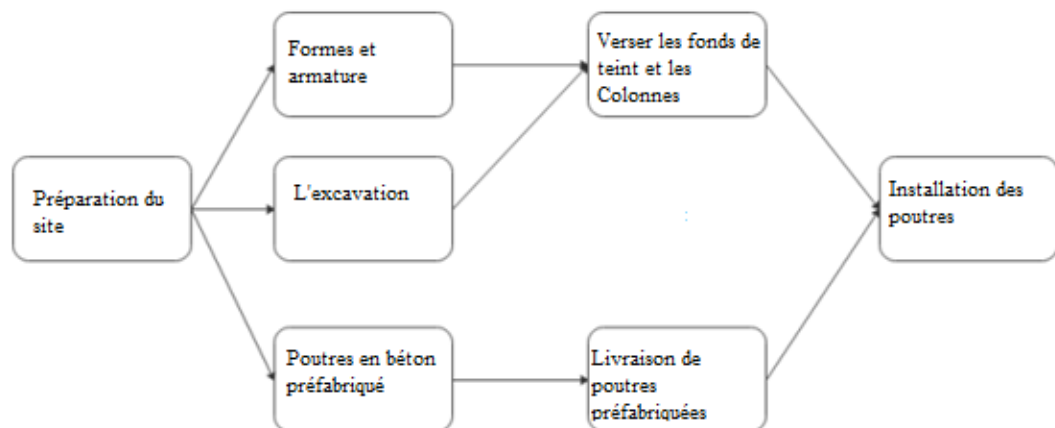 Formes et
armature
Verser les fonds de
teint et les
Colonnes
Préparation du
site
L'excavation
Installation des
poutres
Poutres en béton
préfabriqué
Livraison de
poutres
préfabriquées
: